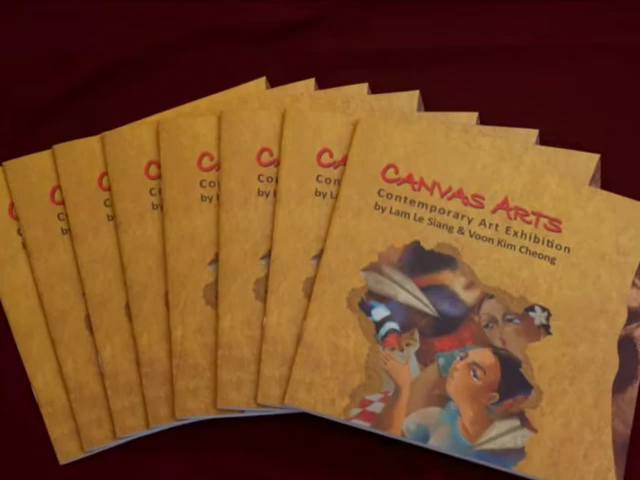 CANVAS ARTS
Contemporary Art Exhibition
by Lam Le Siang & Voon Kim Cheong